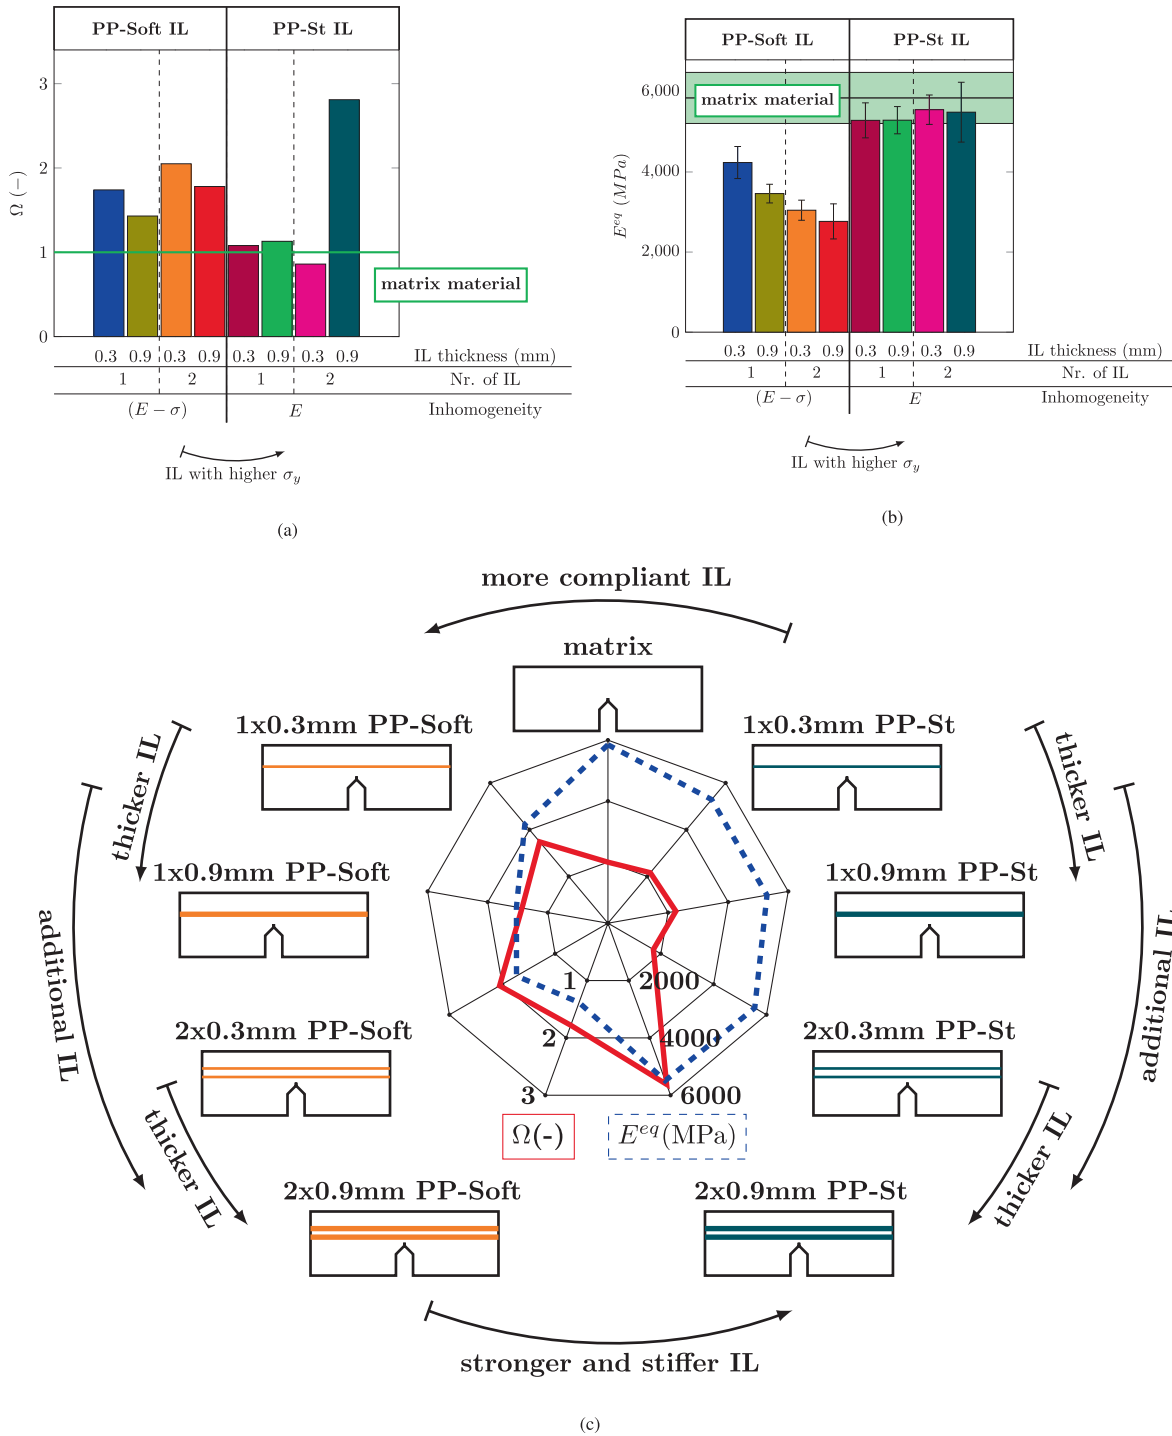 PP-Soft IL PP-St IL
3
2
1
0
Ω (−)
matrix material
0.3 0.9 0.3 0.9 0.3 0.9 0.3 0.9 IL thickness (mm)
1 2 1 2 Nr. of IL
(E − σ) E Inhomogeneity
IL with higher σy
(a)
PP-Soft IL PP-St IL
6,000
4,000
2,000
0
E^eq (MPa)
matrix material
0.3 0.9 0.3 0.9 0.3 0.9 0.3 0.9 IL thickness (mm)
1 2 1 2 Nr. of IL
(E − σ) E Inhomogeneity
IL with higher σy
(b)
more compliant IL
matrix
1x0.3mm PP-Soft
1x0.3mm PP-St
thicker IL
thicker IL
1x0.9mm PP-Soft
1x0.9mm PP-St
additional IL
additional IL
1 2000
2 4000
3 6000
2x0.3mm PP-Soft
2x0.3mm PP-St
Ω(-) E^eq(MPa)
thicker IL
thicker IL
2x0.9mm PP-Soft
2x0.9mm PP-St
stronger and stiffer IL
(c)